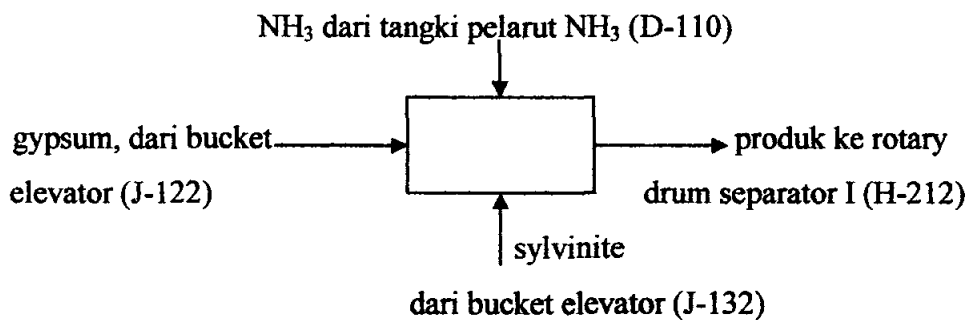 NH₃ dari tangki pelarut NH₃ (D-110)
gypsum, dari bucket
elevator (J-122)
produk ke rotary
drum separator I (H-212)
sylvinite
dari bucket elevator (J-132)